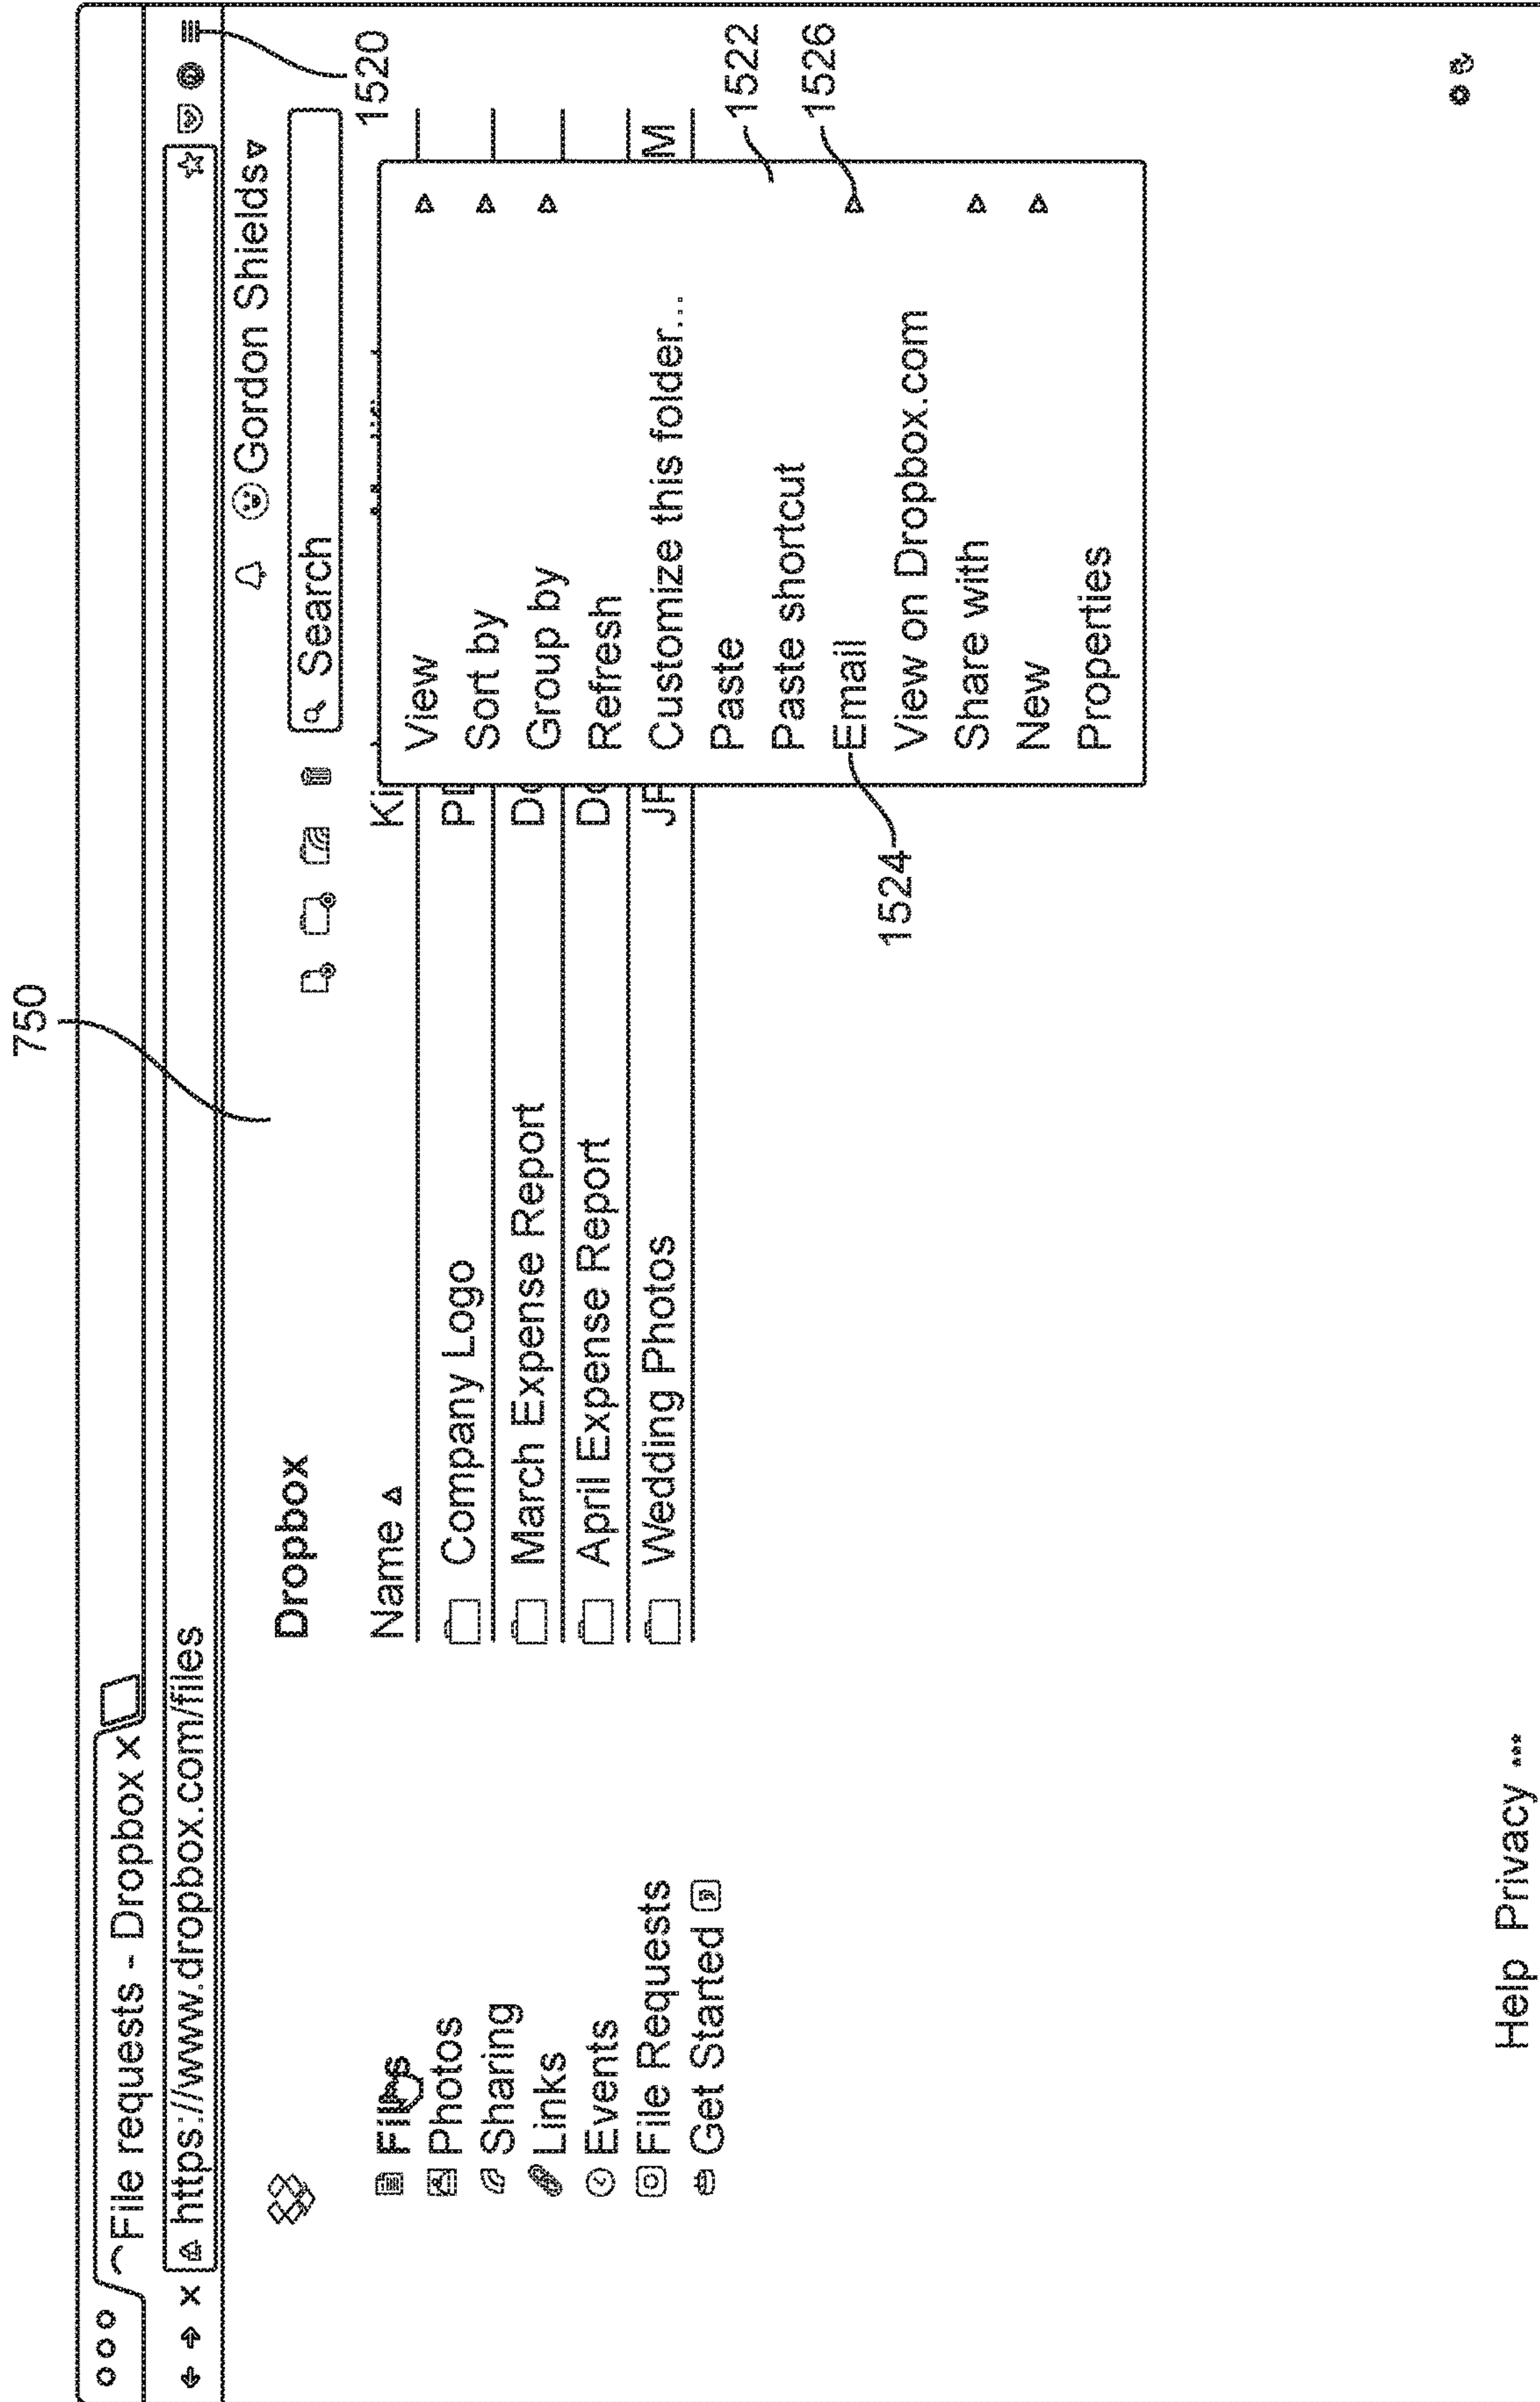 750
File requests - Dropbox x
https://www.dropbox.com/files
1520
Gordon Shields
Dropbox
Search
Name
Company Logo
March Expense Report
April Expense Report
Wedding Photos
M
Files
Photos
Sharing
Links
Events
File Requests
Get Started
View
Sort by
Group by
Refresh
Customize this folder...
Paste
Paste shortcut
Email
View on Dropbox.com
Share with
New
Properties
1522
1526
1524
Help Privacy ...